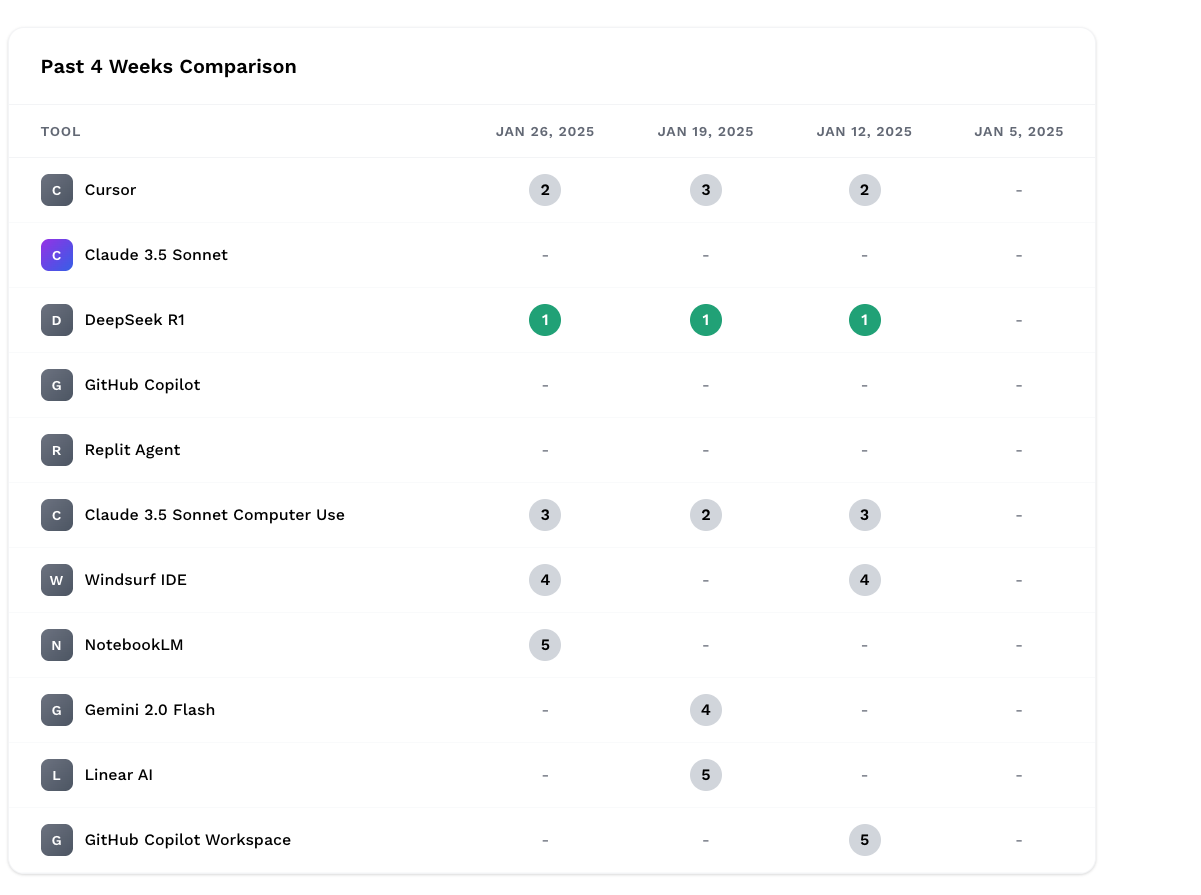 Past 4 Weeks Comparison
TOOL JAN 26, 2025 JAN 19, 2025 JAN 12, 2025 JAN 5, 2025
C Cursor 2 3 2 -
C Claude 3.5 Sonnet - - - -
D DeepSeek R1 1 1 1 -
G GitHub Copilot - - - -
R Replit Agent - - - -
C Claude 3.5 Sonnet Computer Use 3 2 3 -
W Windsurf IDE 4 - 4 -
N NotebookLM 5 - - -
G Gemini 2.0 Flash - 4 - -
L Linear AI - 5 - -
G GitHub Copilot Workspace - - 5 -